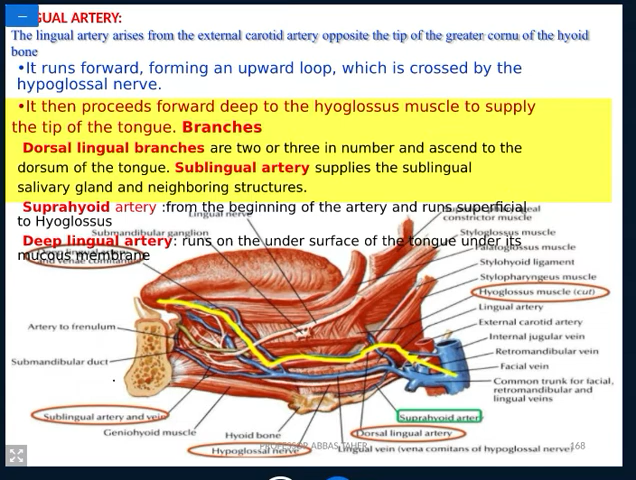 GUAL ARTERY:
The lingual artery arises from the external carotid artery opposite the tip of the greater cornu of the hyoid
bone
•It runs forward, forming an upward loop, which is crossed by the
hypoglossal nerve.
•It then proceeds forward deep to the hyoglossus muscle to supply
the tip of the tongue. Branches
Dorsal lingual branches are two or three in number and ascend to the
dorsum of the tongue. Sublingual artery supplies the sublingual
salivary gland and neighboring structures.
Suprahyoid artery :from the beginning of the artery and runs superficial
to Hyoglossus
Deep lingual artery: runs on the under surface of the tongue under its
mucous membrane
Lingual nerve
Submandibular ganglion
and venae comitantes
Artery to frenulum
Submandibular duct
Sublingual artery and vein
Geniohyoid muscle
Hyoid bone
Hypoglossal nerve
constrictor muscle
Styloglossus muscle
Palatoglossus muscle
Stylohyoid ligament
Stylopharyngeus muscle
Hyoglossus muscle (cut)
Lingual artery
External carotid artery
Internal jugular vein
Retromandibular vein
Facial vein
Common trunk for facial,
retromandibular and
lingual veins
Suprahyoid artery
Dorsal lingual artery
Lingual vein (vena comitans of hypoglossal nerve)
PROFESSOR ABBAS TAHER
168